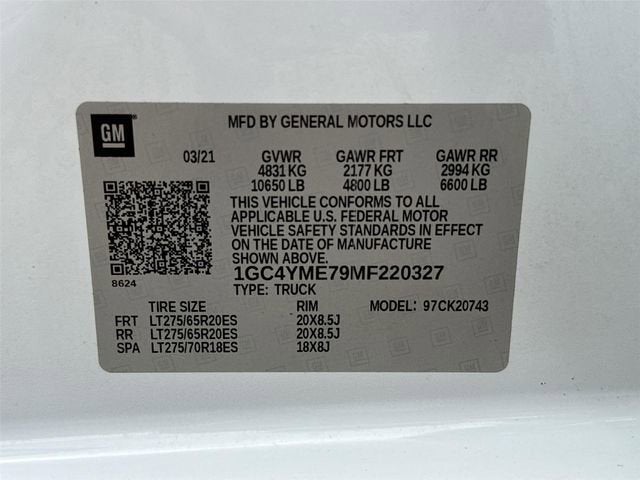 GM
MFD BY GENERAL MOTORS LLC
03/21 GVWR GAWR FRT GAWR RR
4831 KG 2177 KG 2994 KG
10650 LB 4800 LB 6600 LB
THIS VEHICLE CONFORMS TO ALL
APPLICABLE U.S. FEDERAL MOTOR
VEHICLE SAFETY STANDARDS IN EFFECT
ON THE DATE OF MANUFACTURE
SHOWN ABOVE.
1GC4YME79MF220327
8624
TYPE: TRUCK
TIRE SIZE RIM MODEL: 97CK20743
FRT LT275/65R20ES 20X8.5J
RR LT275/65R20ES 20X8.5J
SPA LT275/70R18ES 18X8J